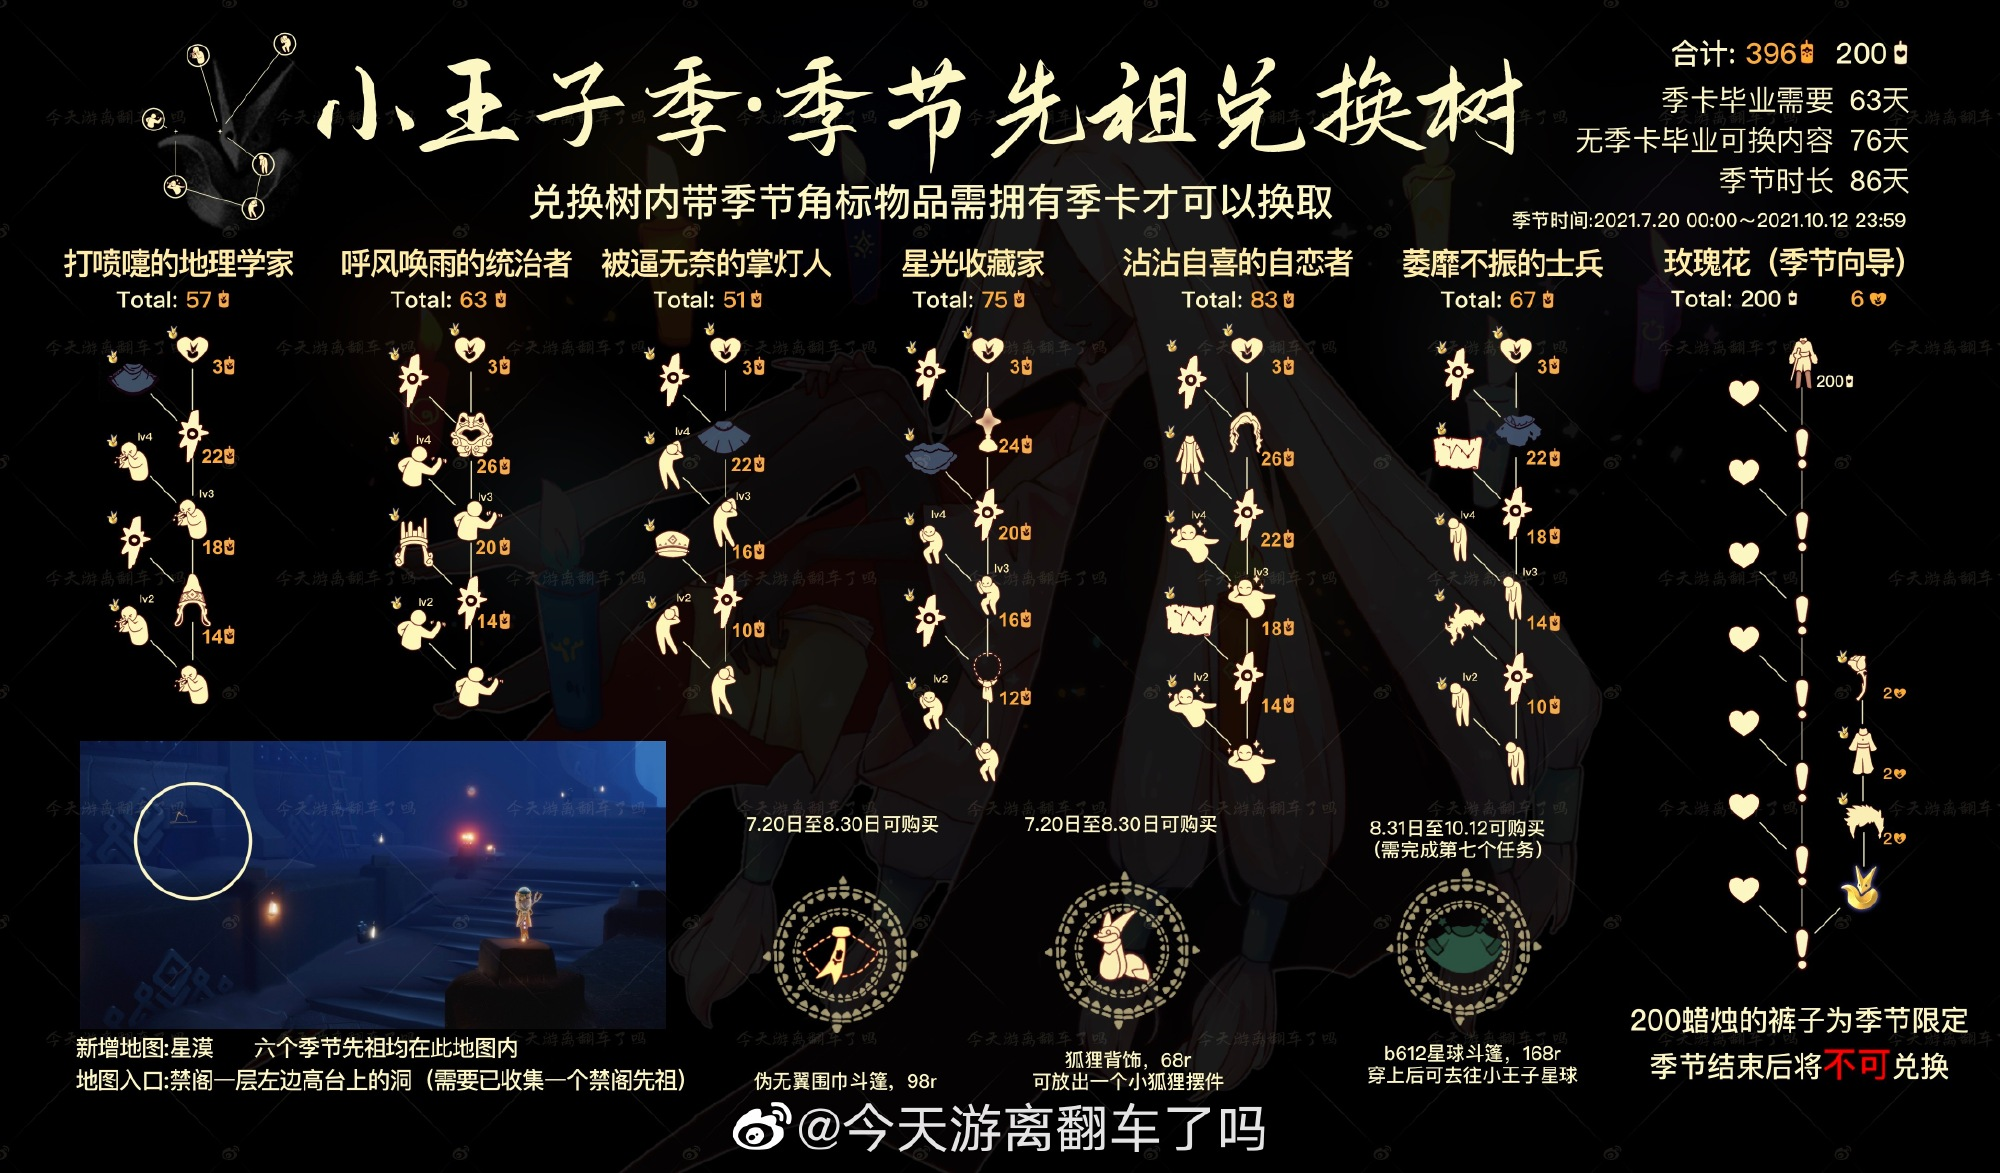 小王子季·季节先祖兑换树
兑换树内带季节角标物品需拥有季卡才可以换取
合计: 396 200
季卡毕业需要 63天
无季卡毕业可换内容 76天
季节时长 86天
季节时间:2021.7.20 00:00～2021.10.12 23:59
打喷嚏的地理学家
Total: 57
3
22
lv4
lv3
18
lv2
14
呼风唤雨的统治者
Total: 63
3
lv4
26
lv3
20
lv2
14
被逼无奈的掌灯人
Total: 51
3
lv4
22
lv3
16
lv2
10
星光收藏家
Total: 75
3
24
lv4
20
lv3
16
lv2
12
沾沾自喜的自恋者
Total: 83
3
26
lv4
22
lv3
18
lv2
14
萎靡不振的士兵
Total: 67
3
22
lv4
18
lv3
14
lv2
10
玫瑰花（季节向导）
Total: 200 6
200
2
2
2
7.20日至8.30日可购买
7.20日至8.30日可购买
8.31日至10.12可购买
（需完成第七个任务）
新增地图:星漠 六个季节先祖均在此地图内
地图入口:禁阁一层左边高台上的洞（需要已收集一个禁阁先祖）
伪无翼围巾斗篷，98r
狐狸背饰，68r
可放出一个小狐狸摆件
b612星球斗篷，168r
穿上后可去往小王子星球
200蜡烛的裤子为季节限定
季节结束后将不可兑换
@今天游离翻车了吗
今天游离翻车了吗